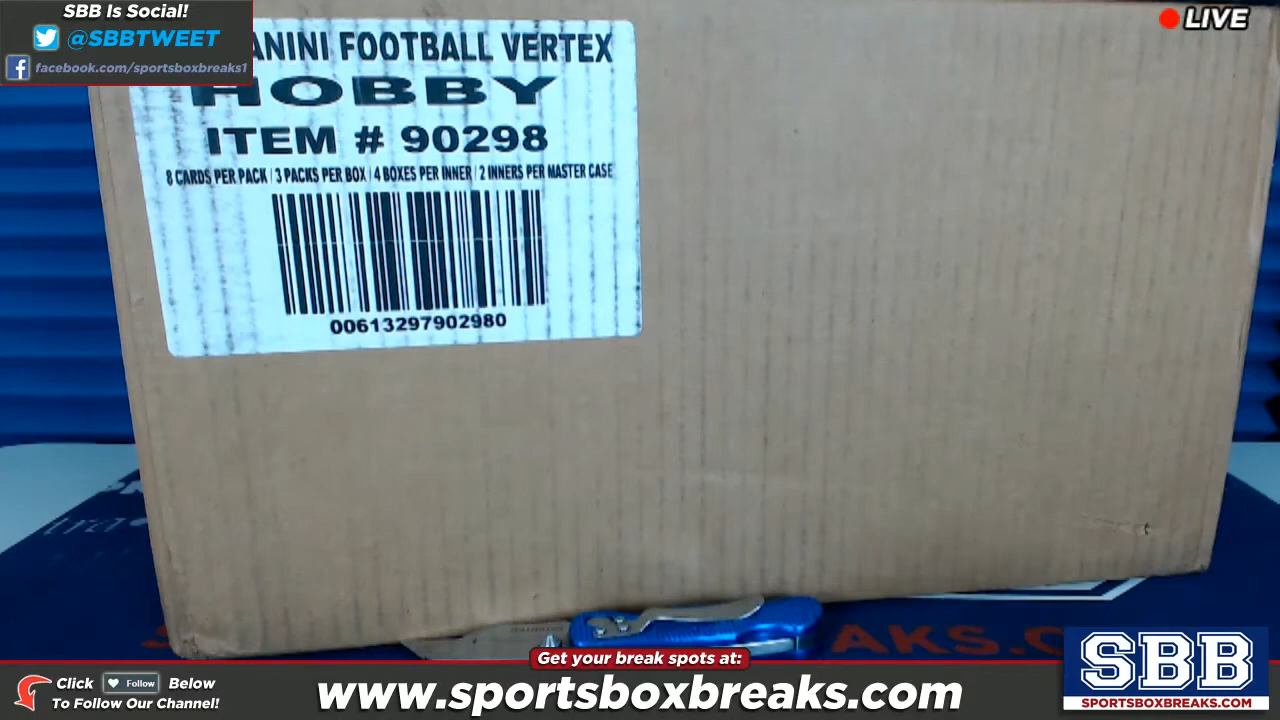 SBB Is Social!
@SBBTWEET
facebook.com/sportsboxbreaks1
LIVE
ANINI FOOTBALL VERTEX
HOBBY
ITEM # 90298
8 CARDS PER PACK | 3 PACKS PER BOX | 4 BOXES PER INNER | 2 INNERS PER MASTER CASE
00613297902980
AKS.C
Get your break spots at:
Click Follow Below
To Follow Our Channel!
www.sportsboxbreaks.com
SBB
SPORTSBOXBREAKS.COM